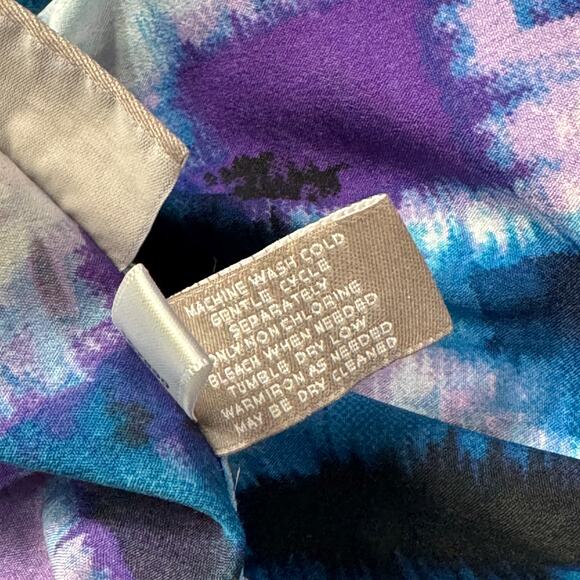 MACHINE WASH COLD
GENTLE CYCLE
SEPARATELY
ONLY NON CHLORINE
BLEACH WHEN NEEDED
TUMBLE DRY LOW
WARM IRON AS NEEDED
MAY BE DRY CLEANED